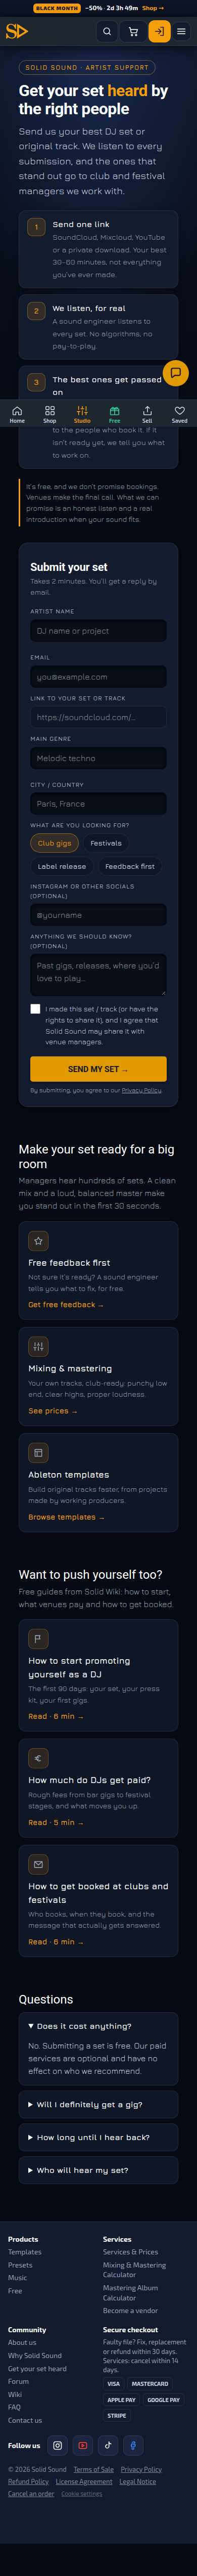 BLACK MONTH -50% · 2d 3h 49m Shop →
SOLID SOUND · ARTIST SUPPORT
Get your set heard by
the right people
Send us your best DJ set or
original track. We listen to every
submission, and the ones that
stand out for quality and
feeling get passed along to
managers we work with.
1
Send one link
SoundCloud, Mixcloud, YouTube
or a private download. Your best
30–60 minutes, not everything
you've ever made.
2
We listen, for real
A sound engineer listens to
every set. No algorithms, no
pay-to-play.
3
The best ones get passed
on
Home Shop Studio Free Sell Saved
to the people who book it. If it
isn't ready yet, we tell you what
to work on.
It's free, and we don't promise bookings.
Venues make the final call. What we can
promise is an honest listen and a real
introduction when your sound fits.
Submit your set
Takes 2 minutes. You'll get a reply by
email.
ARTIST NAME
DJ name or project
EMAIL
you@example.com
LINK TO YOUR SET OR TRACK
https://soundcloud.com/...
MAIN GENRE
Melodic techno
CITY / COUNTRY
Paris, France
WHAT ARE YOU LOOKING FOR?
Club gigs Festivals
Label release Feedback first
INSTAGRAM OR OTHER SOCIALS
(OPTIONAL)
@yourname
ANYTHING WE SHOULD KNOW?
(OPTIONAL)
Past gigs, releases, where you'd
love to play...
I made this set / track (or have the
rights to share it), and I agree that
Solid Sound may share it with
venue managers.
SEND MY SET →
By submitting, you agree to our Privacy Policy.
Make your set ready for a big
room
Managers hear hundreds of sets. A clean
mix and a loud, balanced master make
you stand out in the first 30 seconds.
Free feedback first
Not sure it's ready? A sound engineer
tells you what to fix, for free.
Get free feedback →
Mixing & mastering
Your own tracks, club-ready: punchy low
end, clear highs, proper loudness.
See prices →
Ableton templates
Build original tracks faster, from projects
made by working producers.
Browse templates →
Want to push yourself too?
Free guides from Solid Wiki: how to start,
what venues pay and how to get booked.
How to start promoting
yourself as a DJ
The first 90 days: your set, your press
kit, your first gigs.
Read · 6 min →
How much do DJs get paid?
Rough fees from bar gigs to festival
stages, and what moves you up.
Read · 5 min →
How to get booked at clubs and
festivals
Who books, when they book, and the
message that actually gets answered.
Read · 6 min →
Questions
▼ Does it cost anything?
No. Submitting a set is free. Our paid
services are optional and have no
effect on who we recommend.
▶ Will I definitely get a gig?
▶ How long until I hear back?
▶ Who will hear my set?
Products
Templates
Presets
Music
Free
Services
Services & Prices
Mixing & Mastering
Calculator
Mastering Album
Calculator
Become a vendor
Community
About us
Why Solid Sound
Get your set heard
Forum
Wiki
FAQ
Contact us
Secure checkout
Faulty file? Fix, replacement
or refund within 30 days.
Services: cancel within 14
days.
VISA MASTERCARD
APPLE PAY GOOGLE PAY
STRIPE
Follow us
© 2026 Solid Sound Terms of Sale Privacy Policy
Refund Policy License Agreement Legal Notice
Cancel an order Cookie settings